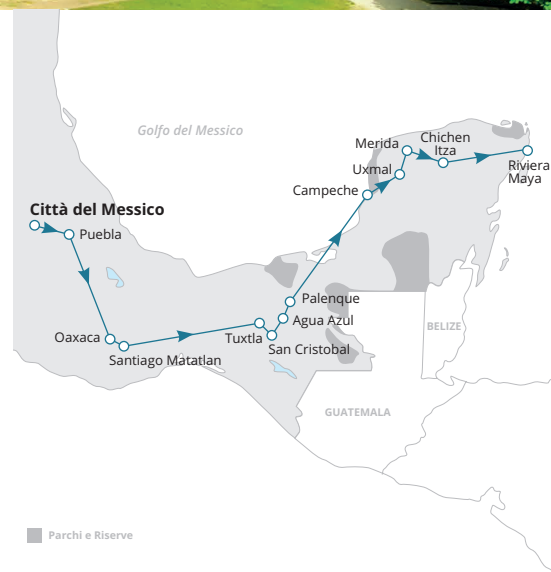 Golfo del Messico
Merida
Chichen
Itza
Uxmal
Riviera
Maya
Campeche
Città del Messico
Puebla
Palenque
Agua Azul
Oaxaca
Tuxtla
San Cristobal
Santiago Matatlan
BELIZE
GUATEMALA
Parchi e Riserve